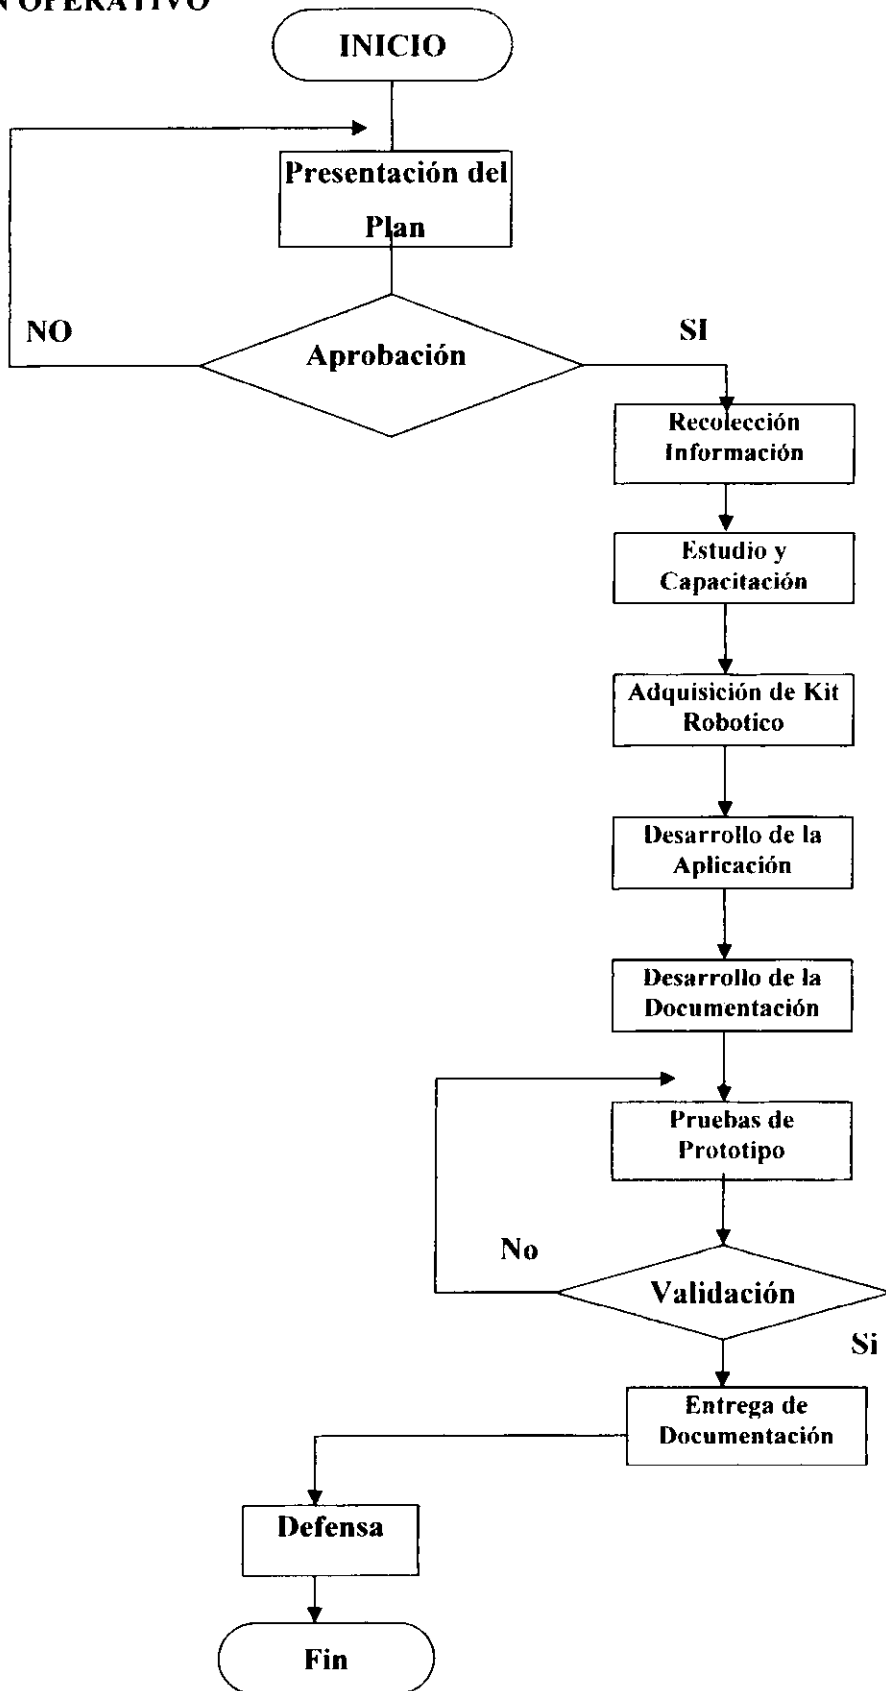 N OPERATIVO
INICIO
Presentación del
Plan
NO
SI
Aprobación
Recolección
Información
Estudio y
Capacitación
Adquisición de Kit
Robotico
Desarrollo de la
Aplicación
Desarrollo de la
Documentación
Pruebas de
Prototipo
No
Validación
Si
Entrega de
Documentación
Defensa
Fin